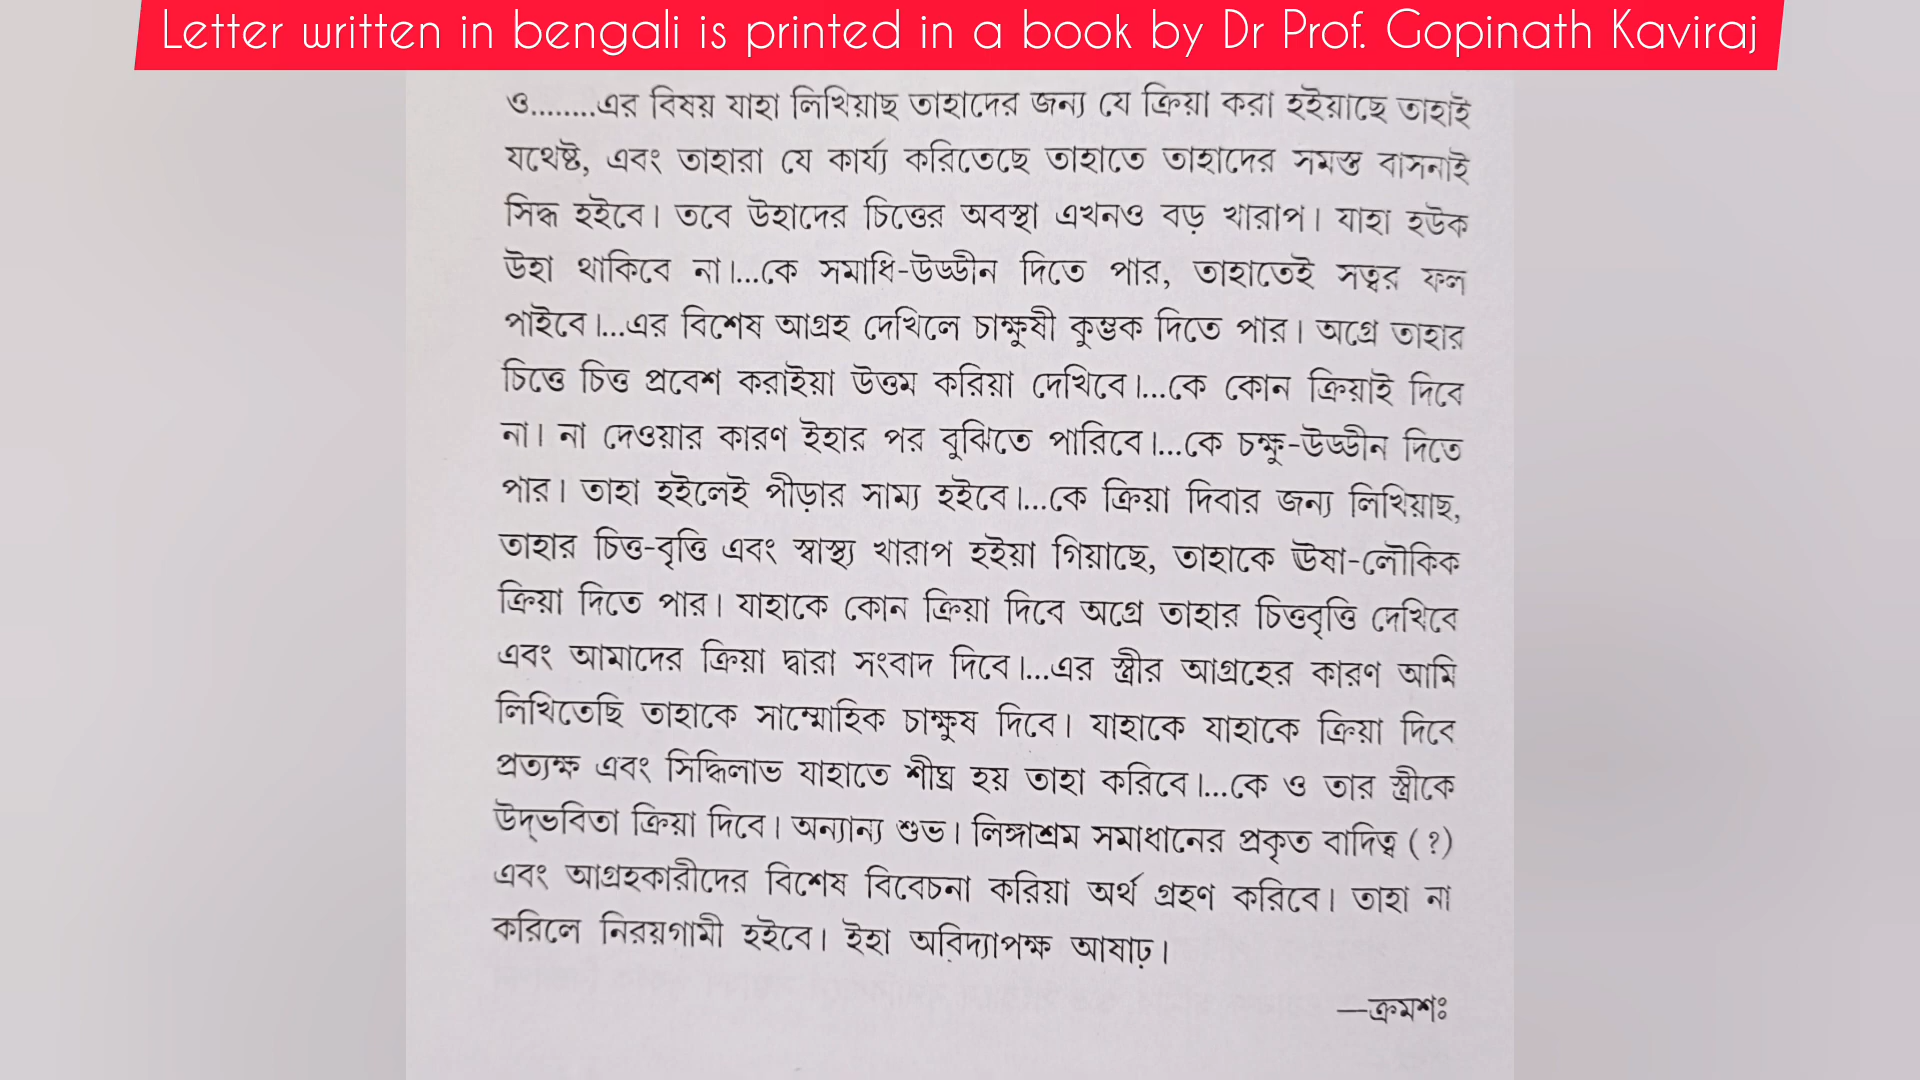 Letter written in bengali is printed in a book by Dr Prof. Gopinath Kaviraj
ও........এর বিষয় যাহা লিখিয়াছ তাহাদের জন্য যে ক্রিয়া করা হইয়াছে তাহাই
যথেষ্ট, এবং তাহারা যে কার্য্য করিতেছে তাহাতে তাহাদের সমস্ত বাসনাই
সিদ্ধ হইবে। তবে উহাদের চিত্তের অবস্থা এখনও বড় খারাপ। যাহা হউক
উহা থাকিবে না।...কে সমাধি-উড্ডীন দিতে পার, তাহাতেই সত্বর ফল
পাইবে।...এর বিশেষ আগ্রহ দেখিলে চাক্ষুষী কুম্ভক দিতে পার। অগ্রে তাহার
চিত্তে চিত্ত প্রবেশ করাইয়া উত্তম করিয়া দেখিবে।...কে কোন ক্রিয়াই দিবে
না। না দেওয়ার কারণ ইহার পর বুঝিতে পারিবে।...কে চক্ষু-উড্ডীন দিতে
পার। তাহা হইলেই পীড়ার সাম্য হইবে।...কে ক্রিয়া দিবার জন্য লিখিয়াছ,
তাহার চিত্ত-বৃত্তি এবং স্বাস্থ্য খারাপ হইয়া গিয়াছে, তাহাকে ঊষা-লৌকিক
ক্রিয়া দিতে পার। যাহাকে কোন ক্রিয়া দিবে অগ্রে তাহার চিত্তবৃত্তি দেখিবে
এবং আমাদের ক্রিয়া দ্বারা সংবাদ দিবে।...এর স্ত্রীর আগ্রহের কারণ আমি
লিখিতেছি তাহাকে সাম্মোহিক চাক্ষুষ দিবে। যাহাকে যাহাকে ক্রিয়া দিবে
প্রত্যক্ষ এবং সিদ্ধিলাভ যাহাতে শীঘ্র হয় তাহা করিবে।...কে ও তার স্ত্রীকে
উদ্‌ভবিতা ক্রিয়া দিবে। অন্যান্য শুভ। লিঙ্গাশ্রম সমাধানের প্রকৃত বাদিত্ব (?)
এবং আগ্রহকারীদের বিশেষ বিবেচনা করিয়া অর্থ গ্রহণ করিবে। তাহা না
করিলে নিরয়গামী হইবে। ইহা অবিদ্যাপক্ষ আষাঢ়।
—ক্রমশঃ